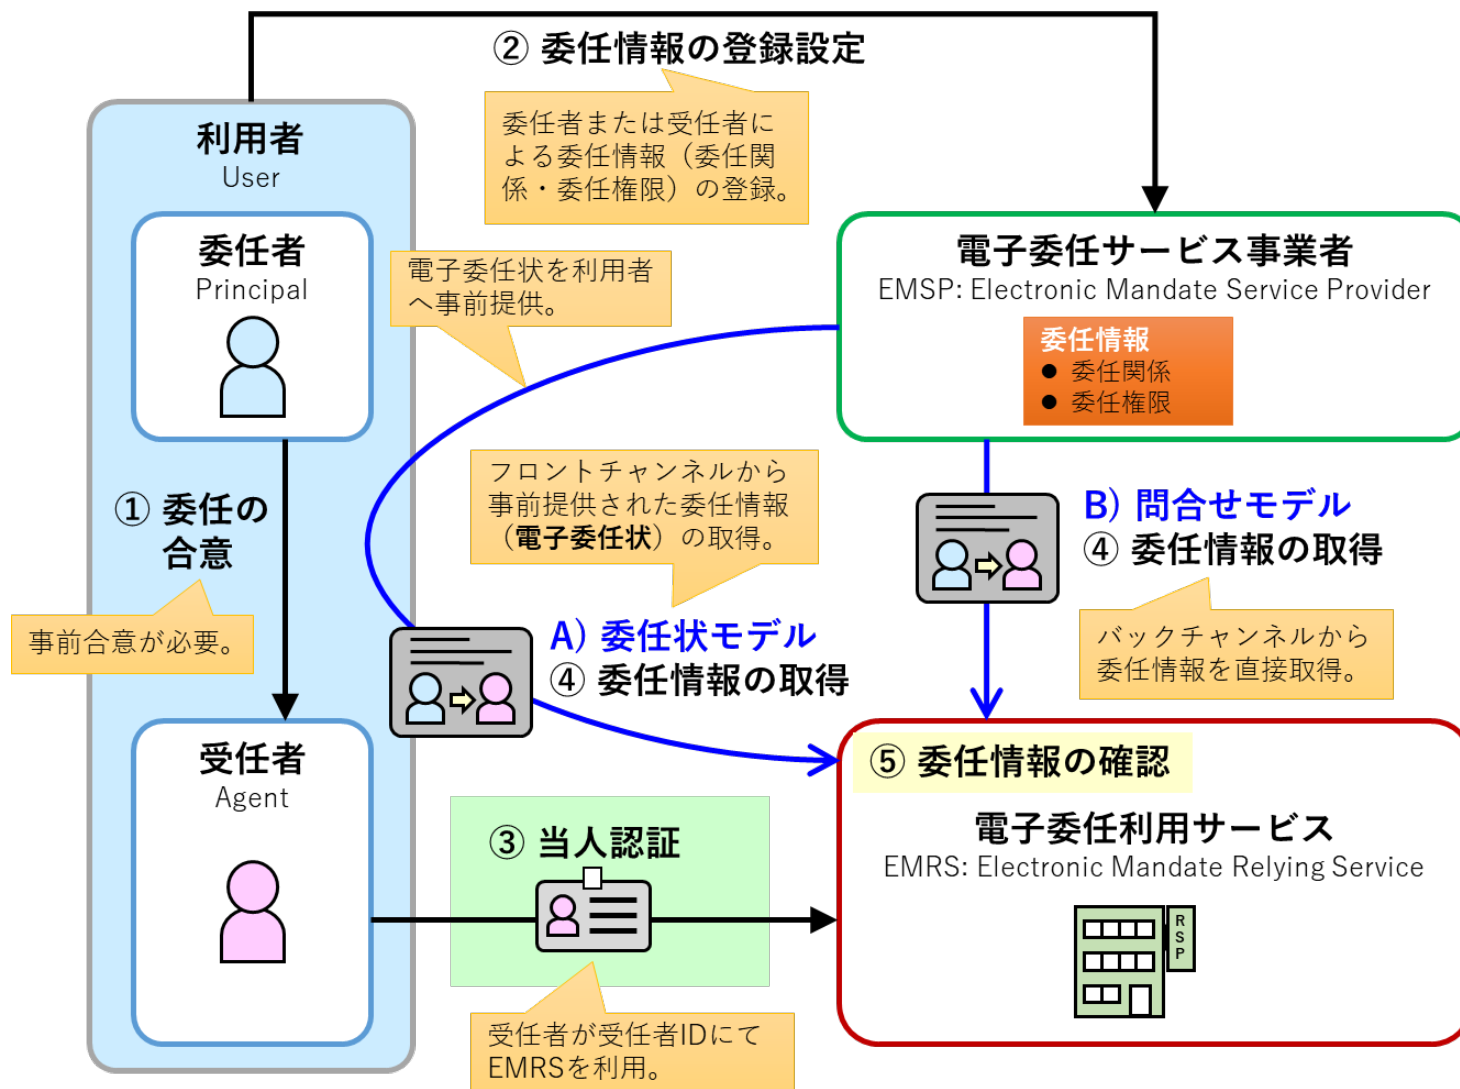 ② 委任情報の登録設定
委任者または受任者に
よる委任情報（委任関
係・委任権限）の登録。
利用者
User
委任者
Principal
電子委任状を利用者
へ事前提供。
電子委任サービス事業者
EMSP: Electronic Mandate Service Provider
委任情報
● 委任関係
● 委任権限
① 委任の
合意
事前合意が必要。
フロントチャンネルから
事前提供された委任情報
（電子委任状）の取得。
A) 委任状モデル
④ 委任情報の取得
B) 問合せモデル
④ 委任情報の取得
バックチャンネルから
委任情報を直接取得。
受任者
Agent
③ 当人認証
受任者が受任者IDにて
EMRSを利用。
⑤ 委任情報の確認
電子委任利用サービス
EMRS: Electronic Mandate Relying Service
RSP